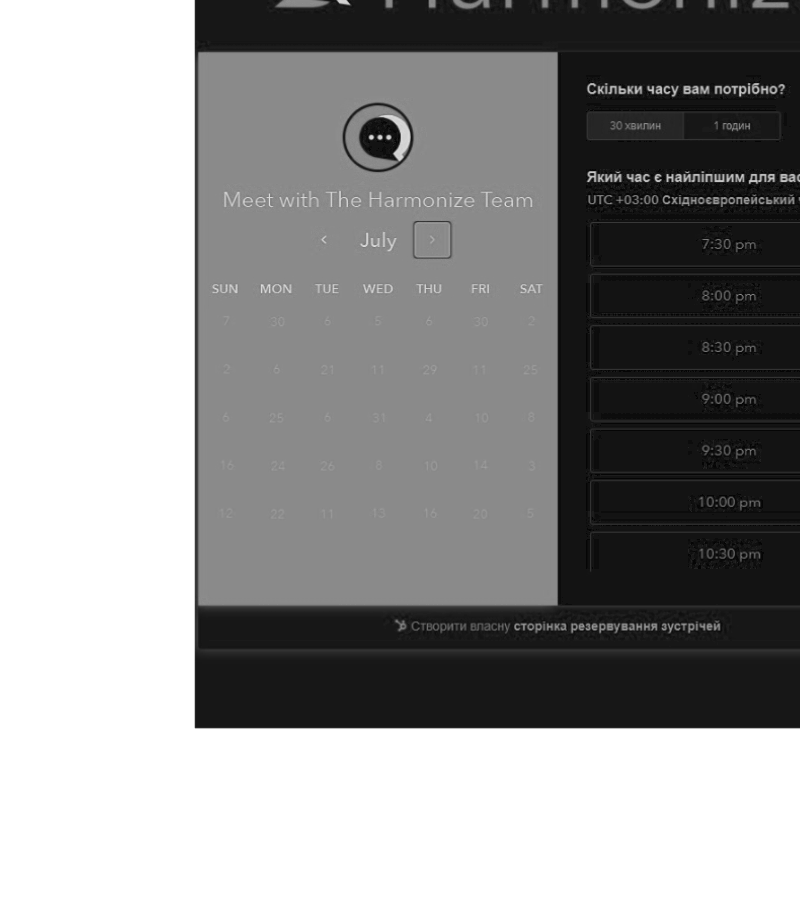 Harmonize
Meet with The Harmonize Team
July
SUN MON TUE WED THU FRI SAT
7 30 6 5 6 30 2
2 6 21 11 29 11 25
6 25 6 31 4 10 8
16 24 26 8 10 14 3
12 22 11 13 16 20 5
Скільки часу вам потрібно?
30 хвилин 1 годин
Який час є найліпшим для вас
UTC +03:00 Східноєвропейський ч
7:30 pm
8:00 pm
8:30 pm
9:00 pm
9:30 pm
10:00 pm
10:30 pm
Створити власну сторінка резервування зустрічей